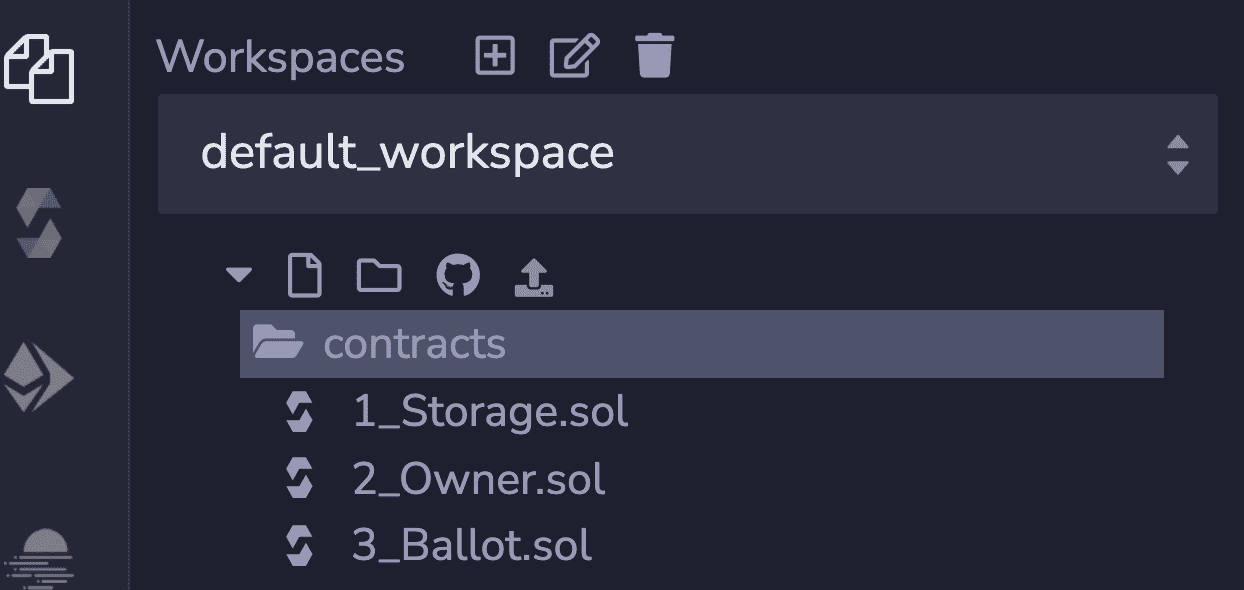 Workspaces
default_workspace
contracts
1_Storage.sol
2_Owner.sol
3_Ballot.sol